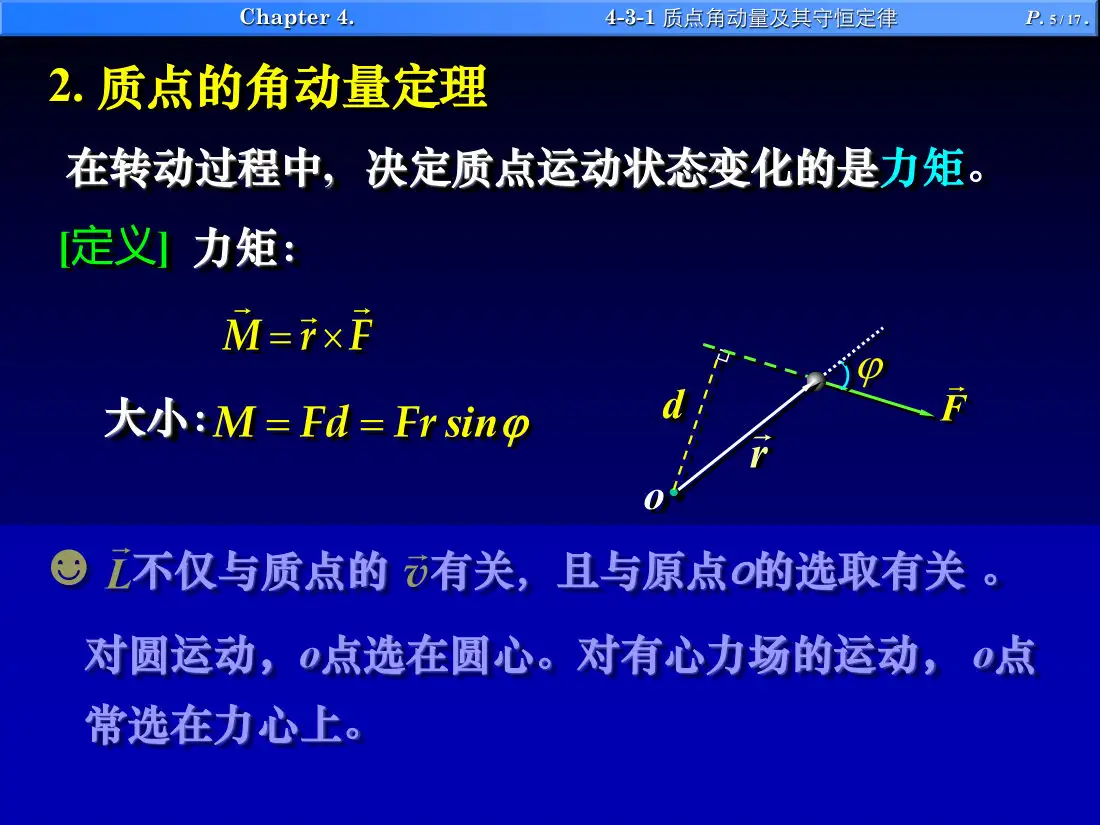 Chapter 4. 4-3-1 质点角动量及其守恒定律 P. 5 / 17 .
2. 质点的角动量定理
在转动过程中，决定质点运动状态变化的是力矩。
[定义] 力矩：
M⃗ = r⃗ × F⃗
大小：M = Fd = Fr sin φ
d
φ
F⃗
r⃗
o
☻ L⃗不仅与质点的 v⃗有关，且与原点o的选取有关 。
对圆运动，o点选在圆心。对有心力场的运动， o点
常选在力心上。